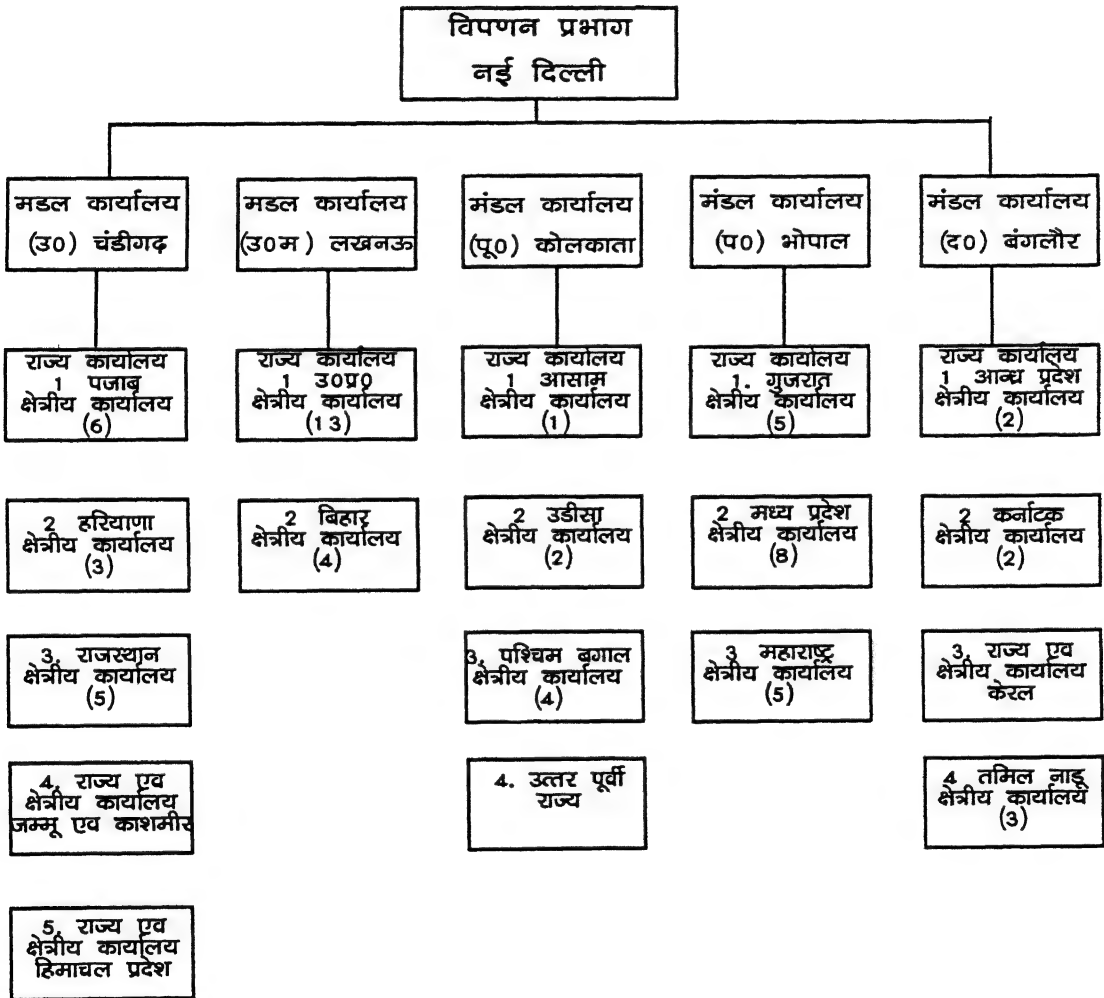 विपणन प्रभाग
नई दिल्ली
मडल कार्यालय
(उ0) चंडीगढ़
मडल कार्यालय
(उ0म ) लखनऊ
मंडल कार्यालय
(पू0) कोलकाता
मंडल कार्यालय
(प0) भोपाल
मंडल कार्यालय
(द0) बंगलौर
राज्य कार्यालय
1 पजाब
क्षेत्रीय कार्यालय
(6)
राज्य कार्यालय
1 उ0प्र0
क्षेत्रीय कार्यालय
(13)
राज्य कार्यालय
1 आसाम
क्षेत्रीय कार्यालय
(1)
राज्य कार्यालय
1. गुजरात
क्षेत्रीय कार्यालय
(5)
राज्य कार्यालय
1 आन्ध्र प्रदेश
क्षेत्रीय कार्यालय
(2)
2 हरियाणा
क्षेत्रीय कार्यालय
(3)
2 बिहार
क्षेत्रीय कार्यालय
(4)
2 उडीसा
क्षेत्रीय कार्यालय
(2)
2 मध्य प्रदेश
क्षेत्रीय कार्यालय
(8)
2 कर्नाटक
क्षेत्रीय कार्यालय
(2)
3. राजस्थान
क्षेत्रीय कार्यालय
(5)
3. पश्चिम बगाल
क्षेत्रीय कार्यालय
(4)
3 महाराष्ट्र
क्षेत्रीय कार्यालय
(5)
3. राज्य एव
क्षेत्रीय कार्यालय
केरल
4. राज्य एव
क्षेत्रीय कार्यालय
जम्मू एव काशमीर
4. उत्तर पूर्वी
राज्य
4 तमिल नाडू
क्षेत्रीय कार्यालय
(3)
5. राज्य एव
क्षेत्रीय कार्यालय
हिमाचल प्रदेश